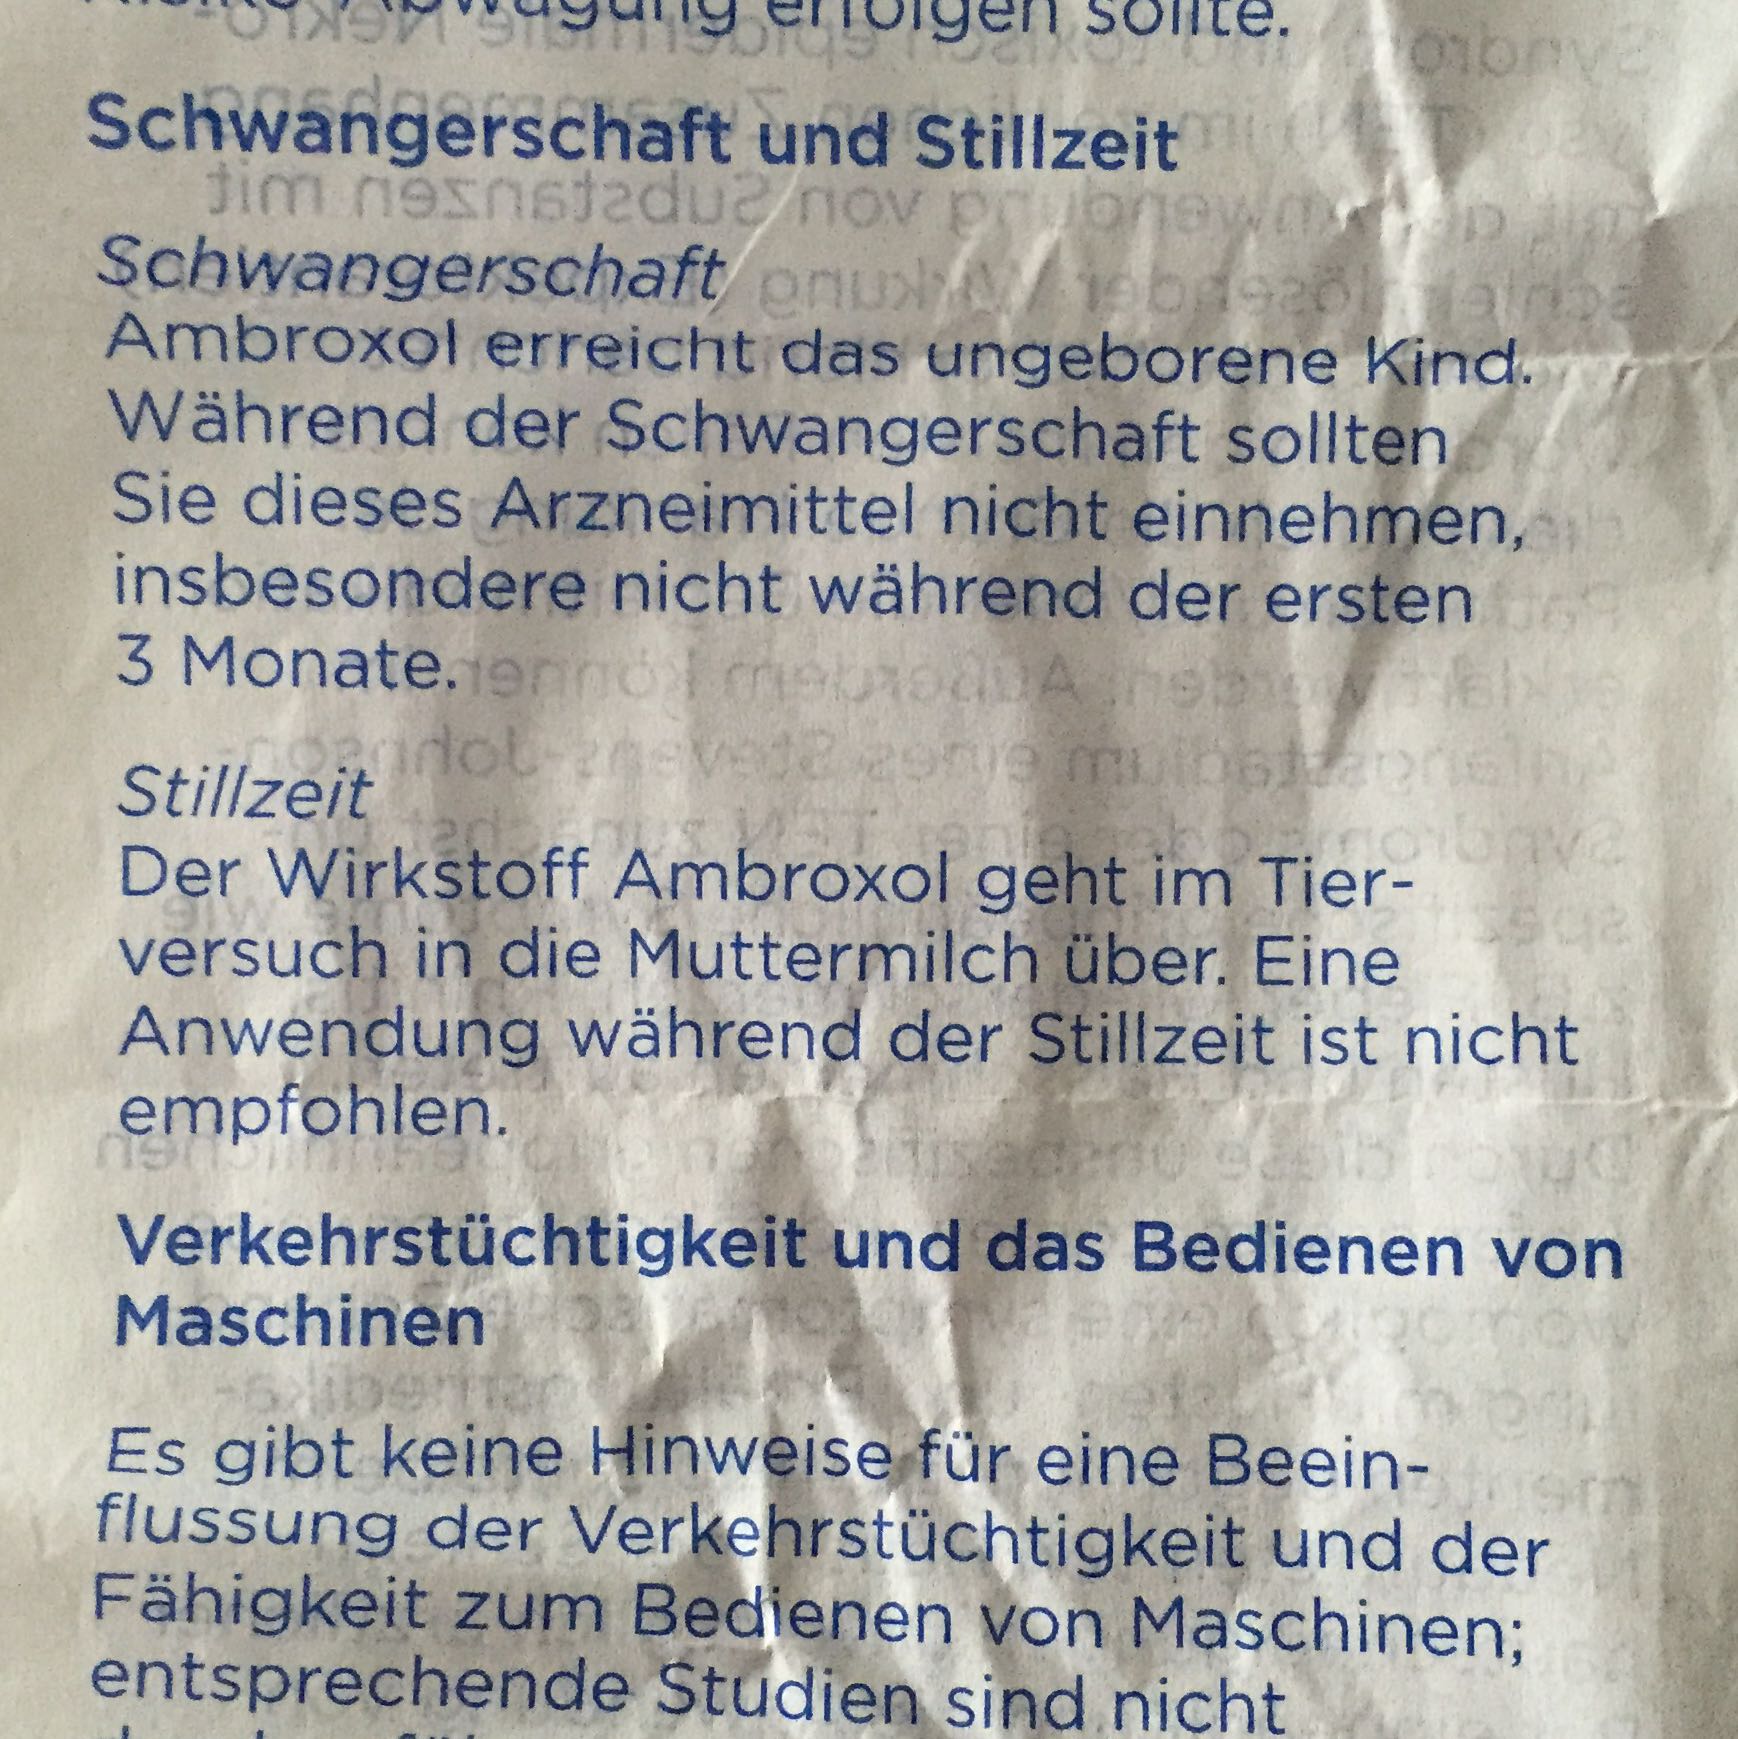 Abwägung erfolgen sollte.
Schwangerschaft und Stillzeit
Schwangerschaft
Ambroxol erreicht das ungeborene Kind.
Während der Schwangerschaft sollten
Sie dieses Arzneimittel nicht einnehmen,
insbesondere nicht während der ersten
3 Monate.
Stillzeit
Der Wirkstoff Ambroxol geht im Tier-
versuch in die Muttermilch über. Eine
Anwendung während der Stillzeit ist nicht
empfohlen.
Verkehrstüchtigkeit und das Bedienen von
Maschinen
Es gibt keine Hinweise für eine Beein-
flussung der Verkehrstüchtigkeit und der
Fähigkeit zum Bedienen von Maschinen;
entsprechende Studien sind nicht